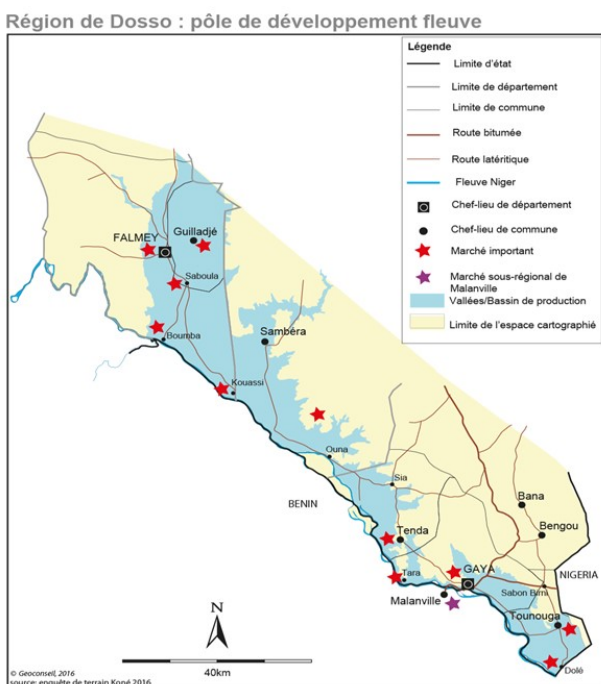 Région de Dosso : pôle de développement fleuve
Légende
Limite d'état
Limite de département
Limite de commune
Route bitumée
Route latéritique
Fleuve Niger
Chef-lieu de département
Chef-lieu de commune
Marché important
Marché sous-régional de
Malanville
Vallées/Bassin de production
Limite de l'espace cartographié
FALMEY
Guilladjé
Saboula
Boumba
Sambéra
Kouassi
Ouna
Sia
BENIN
Bana
Bengou
Tenda
GAYA
NIGERIA
Tara
Sabon Birni
Malanville
Tounouga
Dolé
N
40km
© Geoconseil, 2016
source: enquête de terrain Koné 2016